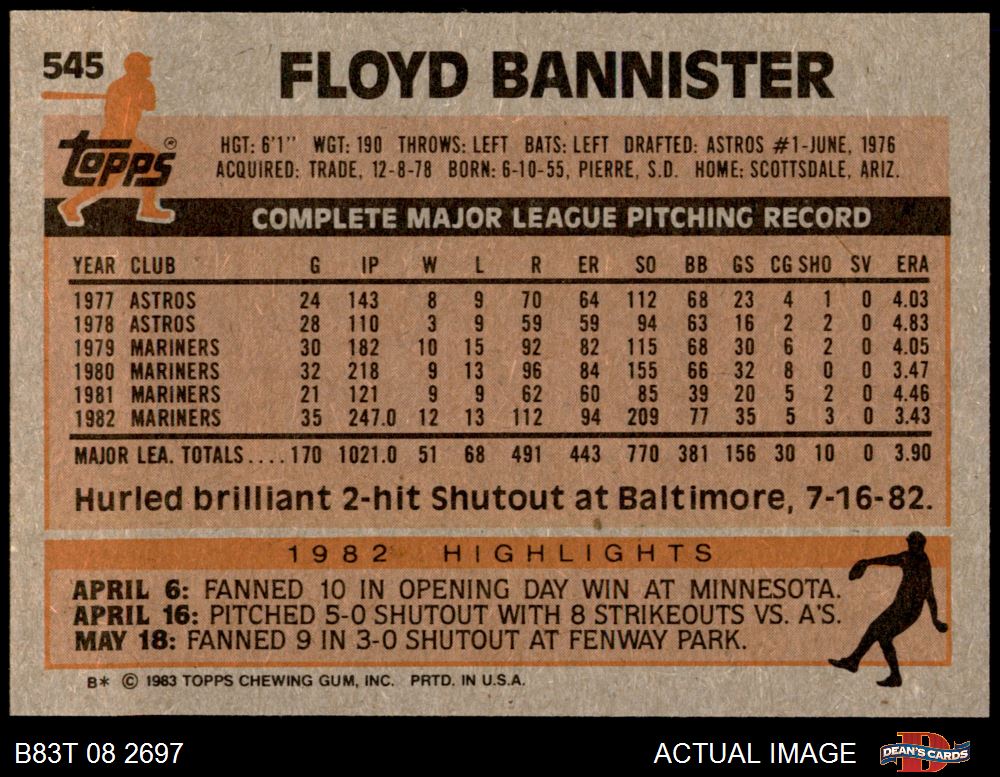 545 FLOYD BANNISTER
topps®
HGT: 6'1" WGT: 190 THROWS: LEFT BATS: LEFT DRAFTED: ASTROS #1-JUNE, 1976
ACQUIRED: TRADE, 12-8-78 BORN: 6-10-55, PIERRE, S.D. HOME: SCOTTSDALE, ARIZ.
COMPLETE MAJOR LEAGUE PITCHING RECORD
YEAR CLUB G IP W L R ER SO BB GS CG SHO SV ERA
1977 ASTROS 24 143 8 9 70 64 112 68 23 4 1 0 4.03
1978 ASTROS 28 110 3 9 59 59 94 63 16 2 2 0 4.83
1979 MARINERS 30 182 10 15 92 82 115 68 30 6 2 0 4.05
1980 MARINERS 32 218 9 13 96 84 155 66 32 8 0 0 3.47
1981 MARINERS 21 121 9 9 62 60 85 39 20 5 2 0 4.46
1982 MARINERS 35 247.0 12 13 112 94 209 77 35 5 3 0 3.43
MAJOR LEA. TOTALS....170 1021.0 51 68 491 443 770 381 156 30 10 0 3.90
Hurled brilliant 2-hit Shutout at Baltimore, 7-16-82.
1982 HIGHLIGHTS
APRIL 6: FANNED 10 IN OPENING DAY WIN AT MINNESOTA.
APRIL 16: PITCHED 5-0 SHUTOUT WITH 8 STRIKEOUTS VS. A'S.
MAY 18: FANNED 9 IN 3-0 SHUTOUT AT FENWAY PARK.
B* © 1983 TOPPS CHEWING GUM, INC. PRTD. IN U.S.A.
B83T 08 2697 ACTUAL IMAGE DEAN'S CARDS